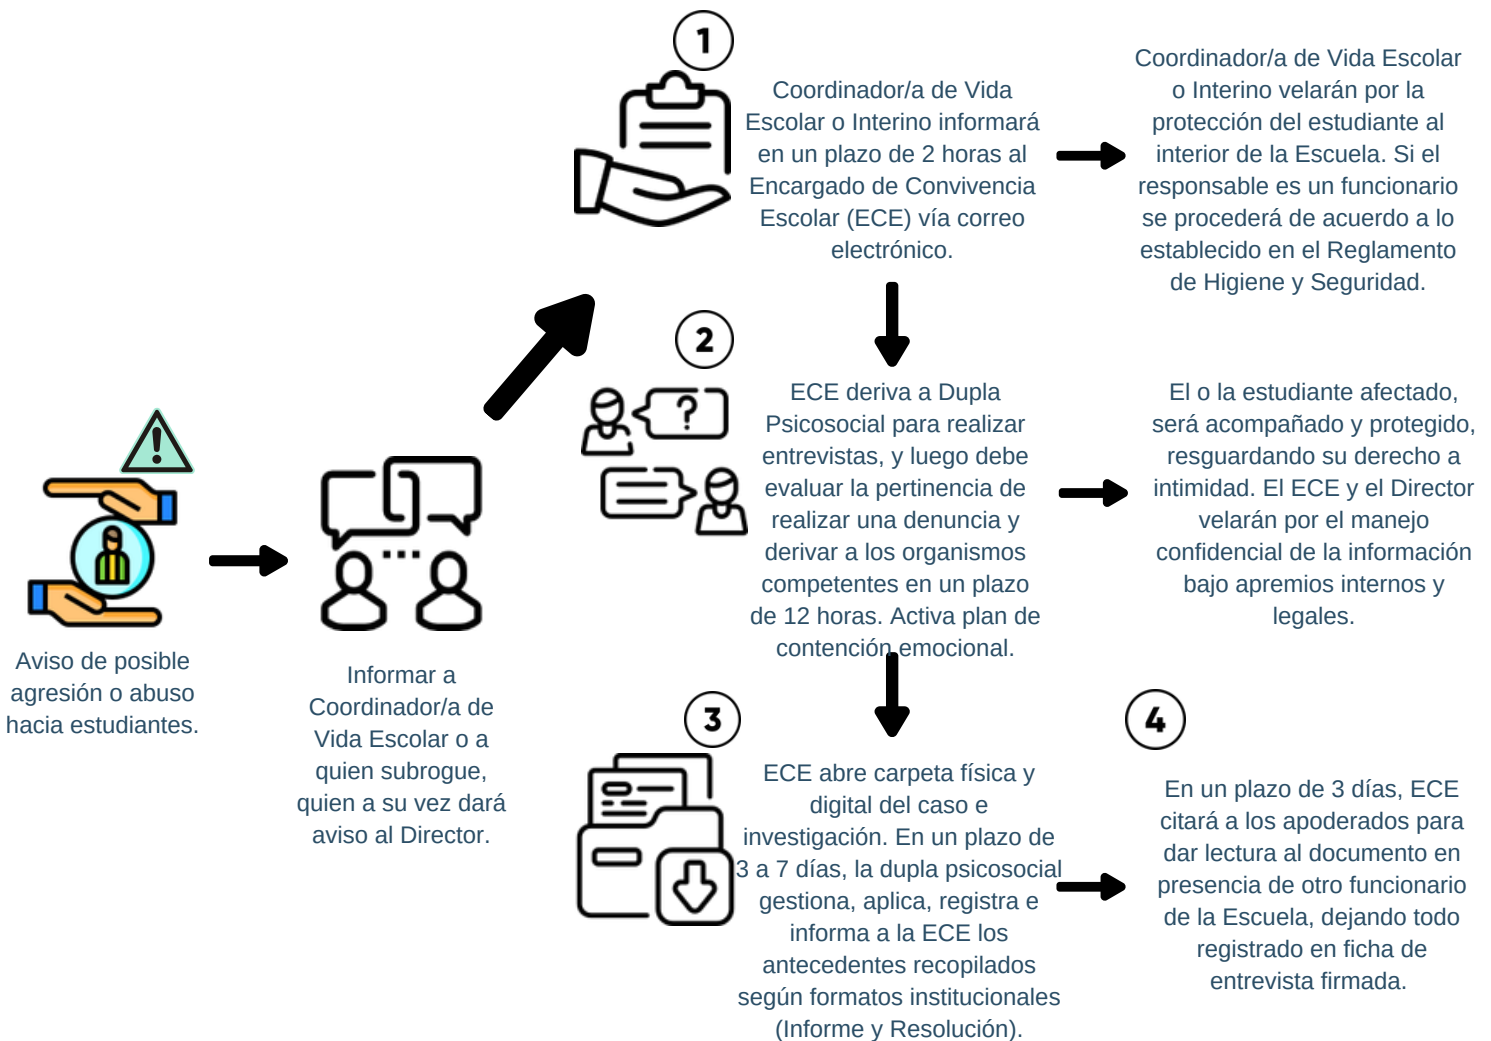 Aviso de posible
agresión o abuso
hacia estudiantes.
Informar a
Coordinador/a de
Vida Escolar o a
quien subrogue,
quien a su vez dará
aviso al Director.
1
Coordinador/a de Vida
Escolar o Interino informará
en un plazo de 2 horas al
Encargado de Convivencia
Escolar (ECE) vía correo
electrónico.
Coordinador/a de Vida Escolar
o Interino velarán por la
protección del estudiante al
interior de la Escuela. Si el
responsable es un funcionario
se procederá de acuerdo a lo
establecido en el Reglamento
de Higiene y Seguridad.
2
?
ECE deriva a Dupla
Psicosocial para realizar
entrevistas, y luego debe
evaluar la pertinencia de
realizar una denuncia y
derivar a los organismos
competentes en un plazo
de 12 horas. Activa plan de
contención emocional.
El o la estudiante afectado,
será acompañado y protegido,
resguardando su derecho a
intimidad. El ECE y el Director
velarán por el manejo
confidencial de la información
bajo apremios internos y
legales.
3
ECE abre carpeta física y
digital del caso e
investigación. En un plazo de
3 a 7 días, la dupla psicosocial
gestiona, aplica, registra e
informa a la ECE los
antecedentes recopilados
según formatos institucionales
(Informe y Resolución).
4
En un plazo de 3 días, ECE
citará a los apoderados para
dar lectura al documento en
presencia de otro funcionario
de la Escuela, dejando todo
registrado en ficha de
entrevista firmada.